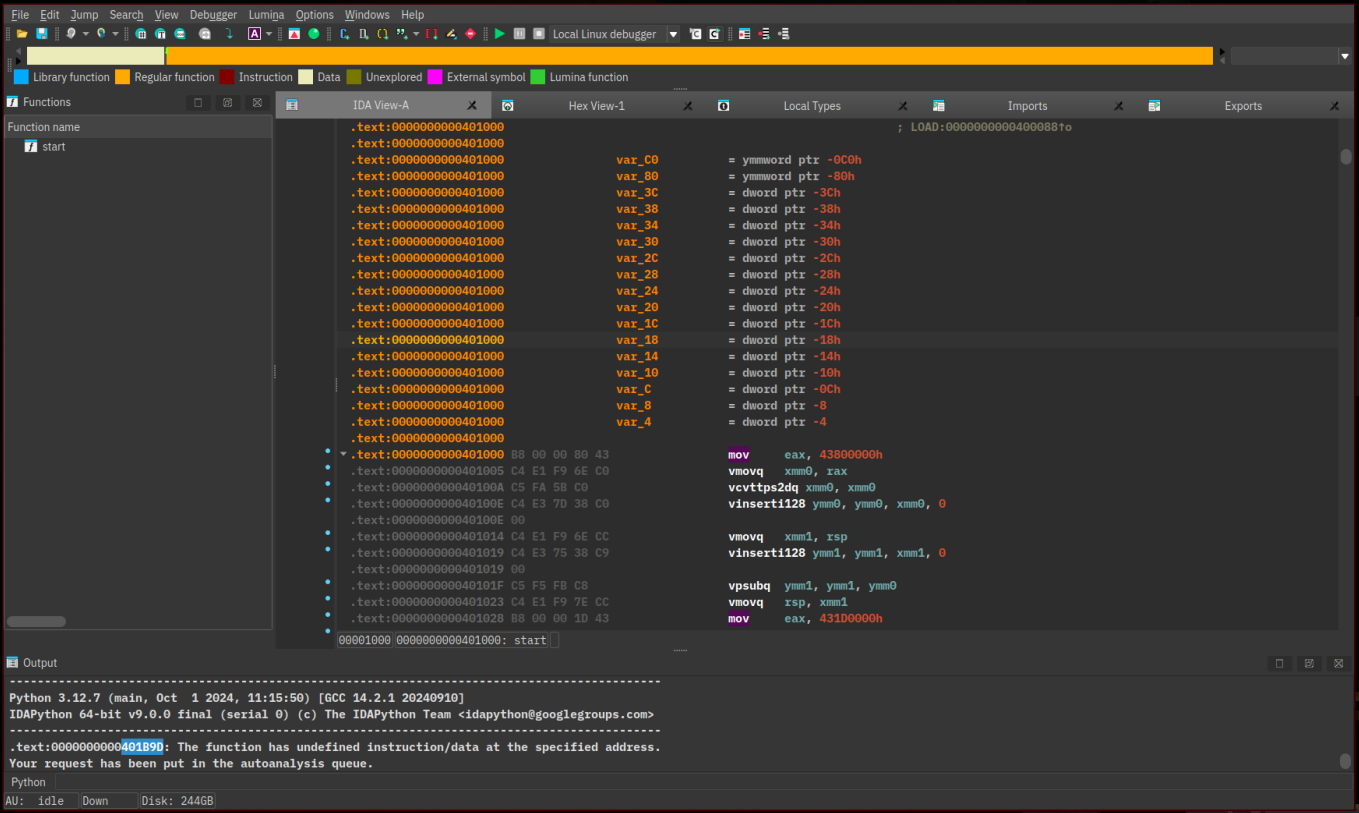 File Edit Jump Search View Debugger Lumina Options Windows Help
Local Linux debugger
Library function Regular function Instruction Data Unexplored External symbol Lumina function
Functions
IDA View-A Hex View-1 Local Types Imports Exports
Function name
start
.text:0000000000401000 ; LOAD:0000000000400088↑o
.text:0000000000401000
.text:0000000000401000 var_C0 = ymmword ptr -0C0h
.text:0000000000401000 var_80 = ymmword ptr -80h
.text:0000000000401000 var_3C = dword ptr -3Ch
.text:0000000000401000 var_38 = dword ptr -38h
.text:0000000000401000 var_34 = dword ptr -34h
.text:0000000000401000 var_30 = dword ptr -30h
.text:0000000000401000 var_2C = dword ptr -2Ch
.text:0000000000401000 var_28 = dword ptr -28h
.text:0000000000401000 var_24 = dword ptr -24h
.text:0000000000401000 var_20 = dword ptr -20h
.text:0000000000401000 var_1C = dword ptr -1Ch
.text:0000000000401000 var_18 = dword ptr -18h
.text:0000000000401000 var_14 = dword ptr -14h
.text:0000000000401000 var_10 = dword ptr -10h
.text:0000000000401000 var_C = dword ptr -0Ch
.text:0000000000401000 var_8 = dword ptr -8
.text:0000000000401000 var_4 = dword ptr -4
.text:0000000000401000
.text:0000000000401000 B8 00 00 80 43 mov eax, 43800000h
.text:0000000000401005 C4 E1 F9 6E C0 vmovq xmm0, rax
.text:000000000040100A C5 FA 5B C0 vcvttps2dq xmm0, xmm0
.text:000000000040100E C4 E3 7D 38 C0 vinserti128 ymm0, ymm0, xmm0, 0
.text:000000000040100E 00
.text:0000000000401014 C4 E1 F9 6E CC vmovq xmm1, rsp
.text:0000000000401019 C4 E3 75 38 C9 vinserti128 ymm1, ymm1, xmm1, 0
.text:0000000000401019 00
.text:000000000040101F C5 F5 FB C8 vpsubq ymm1, ymm1, ymm0
.text:0000000000401023 C4 E1 F9 7E CC vmovq rsp, xmm1
.text:0000000000401028 B8 00 00 1D 43 mov eax, 431D0000h
00001000 0000000000401000: start
Output
---------------------------------------------------------------------------------------------
Python 3.12.7 (main, Oct 1 2024, 11:15:50) [GCC 14.2.1 20240910]
IDAPython 64-bit v9.0.0 final (serial 0) (c) The IDAPython Team <idapython@googlegroups.com>
---------------------------------------------------------------------------------------------
.text:0000000000401B9D: The function has undefined instruction/data at the specified address.
Your request has been put in the autoanalysis queue.
Python
AU: idle Down Disk: 244GB